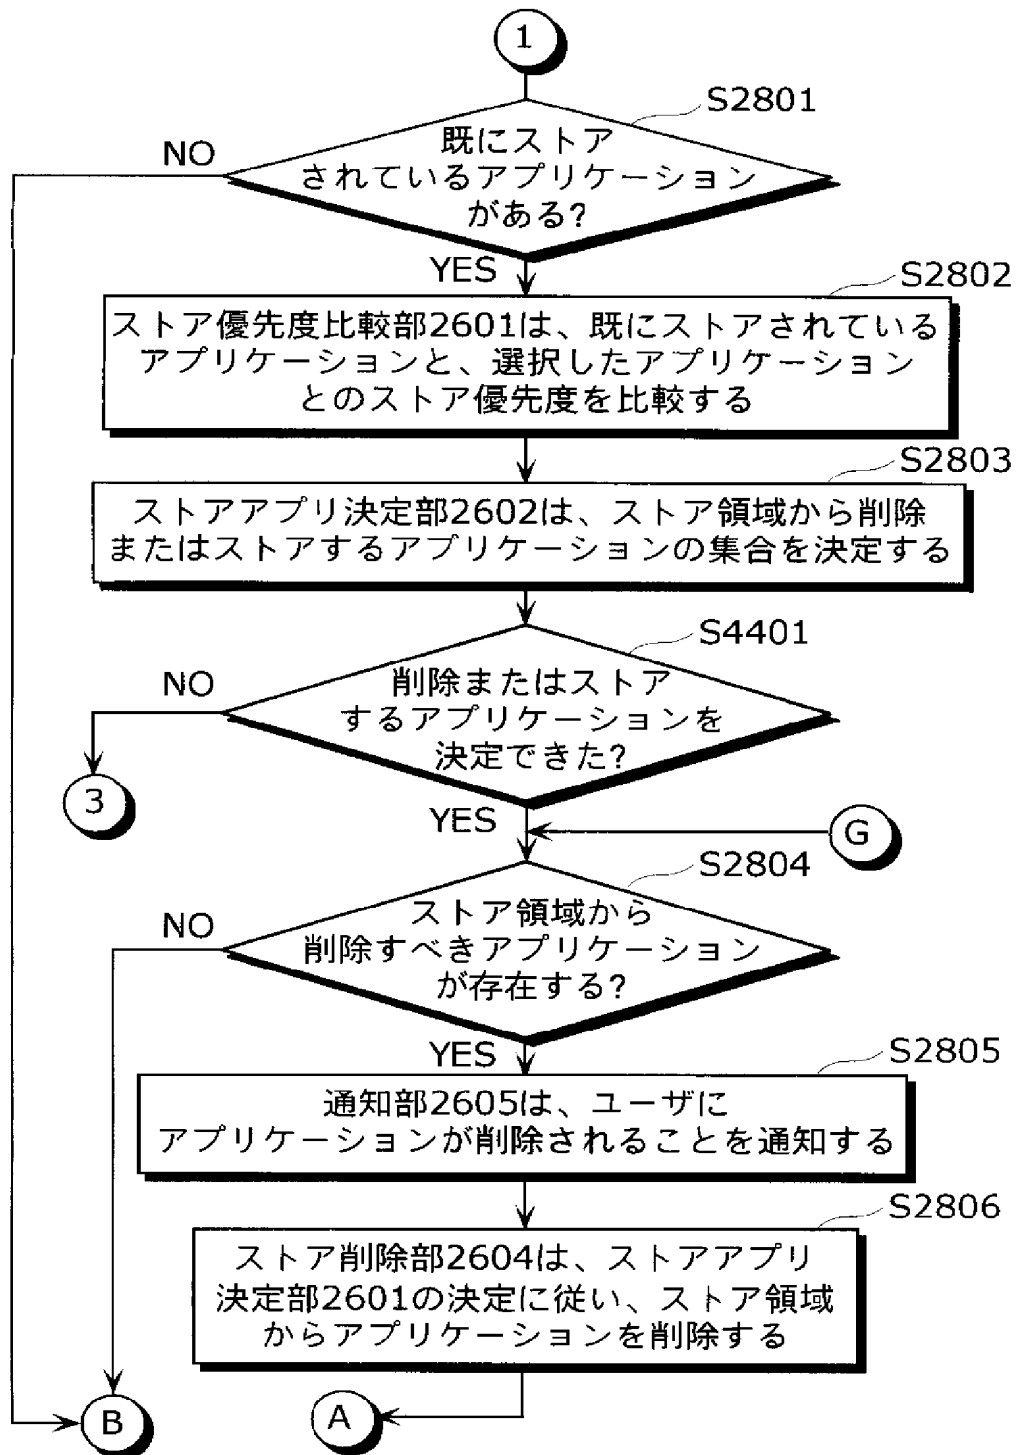 1
S2801
既にストア
されているアプリケーション
がある?
NO
YES
S2802
ストア優先度比較部2601は、既にストアされている
アプリケーションと、選択したアプリケーション
とのストア優先度を比較する
S2803
ストアアプリ決定部2602は、ストア領域から削除
またはストアするアプリケーションの集合を決定する
S4401
削除またはストア
するアプリケーションを
決定できた?
NO
3
YES
G
S2804
ストア領域から
削除すべきアプリケーション
が存在する?
NO
YES
S2805
通知部2605は、ユーザに
アプリケーションが削除されることを通知する
S2806
ストア削除部2604は、ストアアプリ
決定部2601の決定に従い、ストア領域
からアプリケーションを削除する
B
A